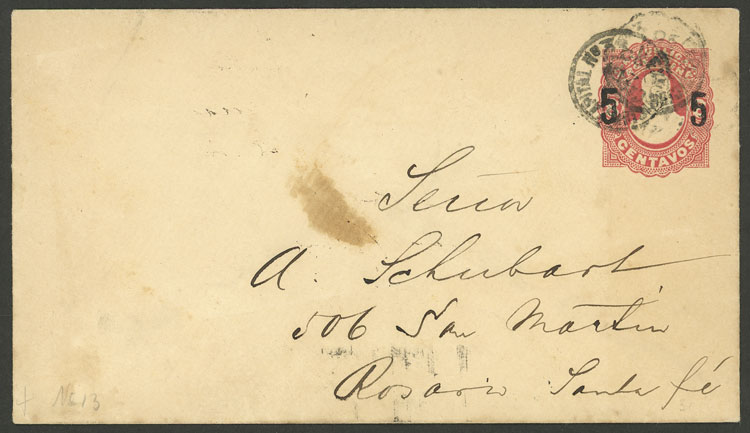 5 5
CENTAVOS
Señor
A. Schubart
506 San Martín
Rosario Santa Fé